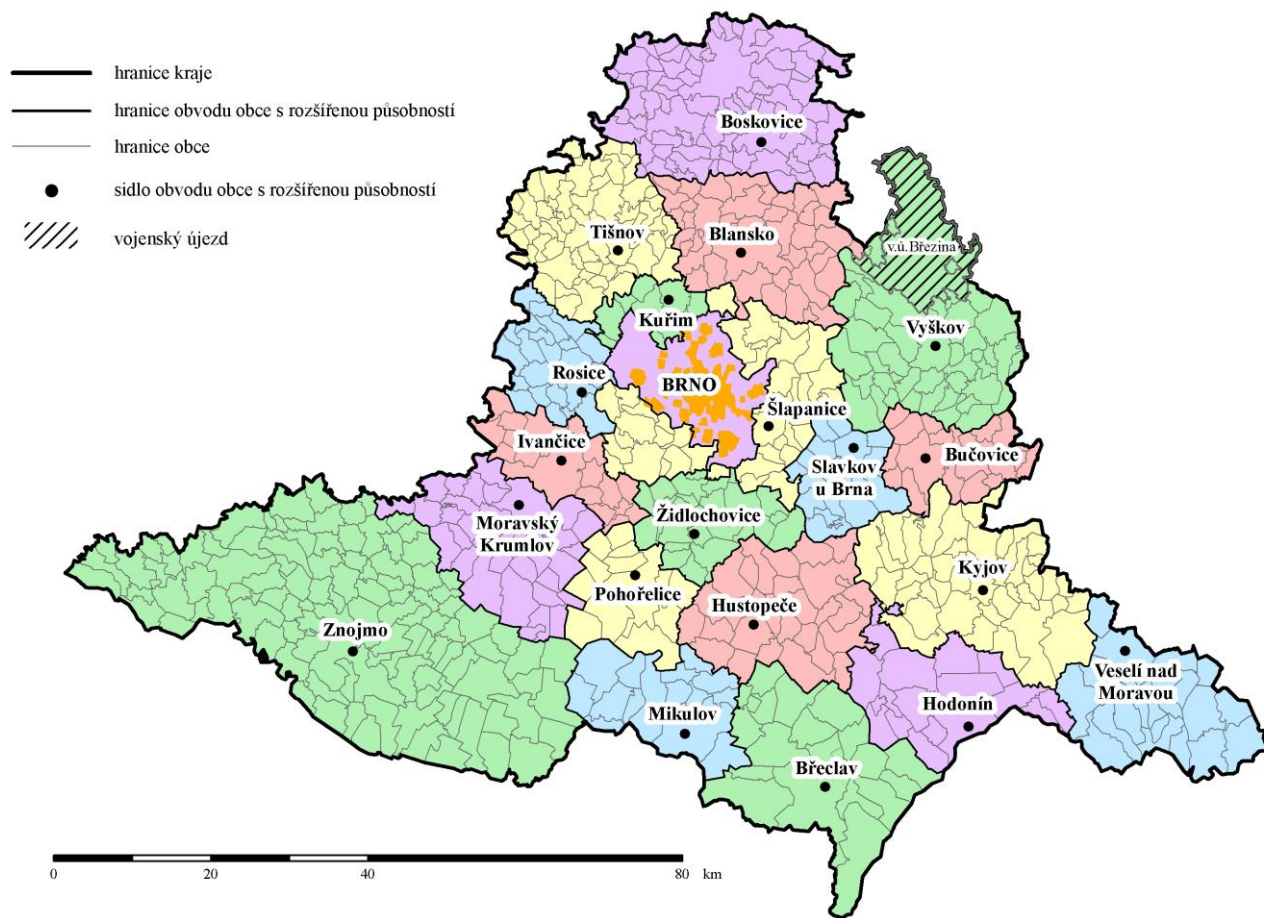 hranice kraje
hranice obvodu obce s rozšířenou působností
hranice obce
sídlo obvodu obce s rozšířenou působností
vojenský újezd
Boskovice
Tišnov
Blansko
v.ú. Březina
Kuřim
Vyškov
Rosice
BRNO
Šlapanice
Ivančice
Slavkov
u Brna
Bučovice
Moravský
Krumlov
Židlochovice
Pohořelice
Hustopeče
Kyjov
Znojmo
Veselí nad
Moravou
Mikulov
Hodonín
Břeclav
0 20 40 80 km